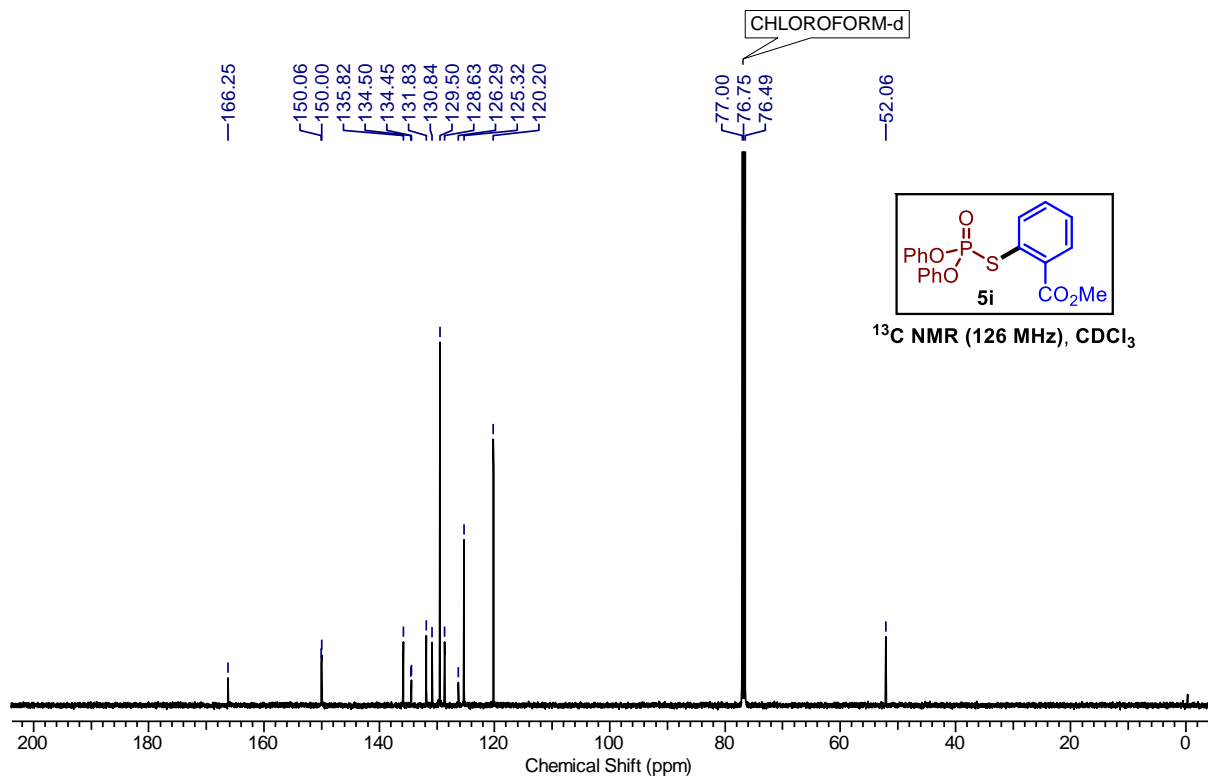 CHLOROFORM-d
166.25
150.06
150.00
135.82
134.50
134.45
131.83
130.84
129.50
128.63
126.29
125.32
120.20
77.00
76.75
76.49
52.06
O
PhO P S
PhO
CO₂Me
5i
¹³C NMR (126 MHz), CDCl₃
200 180 160 140 120 100 80 60 40 20 0
Chemical Shift (ppm)